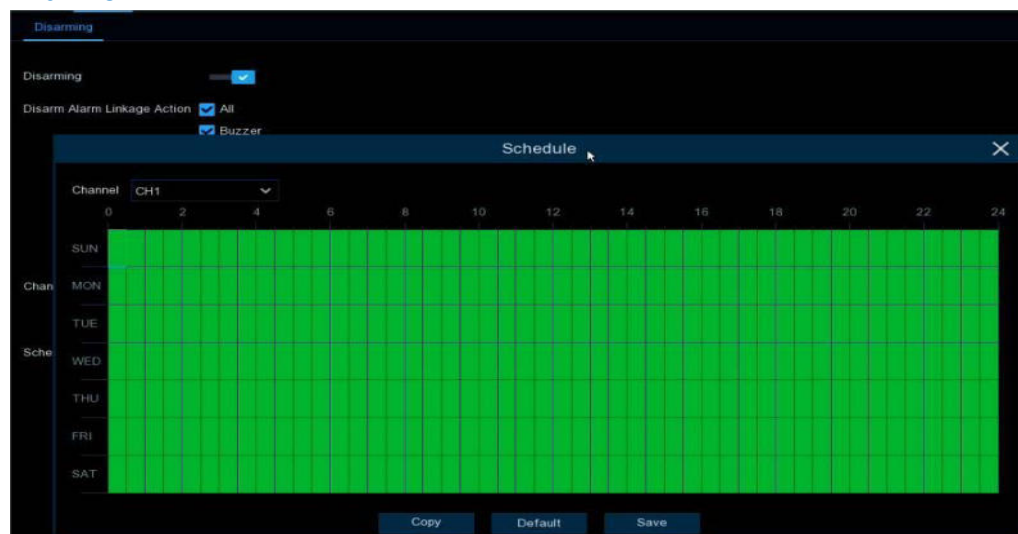 Disarming
Disarming
Disarm Alarm Linkage Action All
Buzzer
Schedule
Channel CH1
0 2 4 6 8 10 12 14 16 18 20 22 24
SUN
Chan MON
TUE
Sche WED
THU
FRI
SAT
Copy Default Save